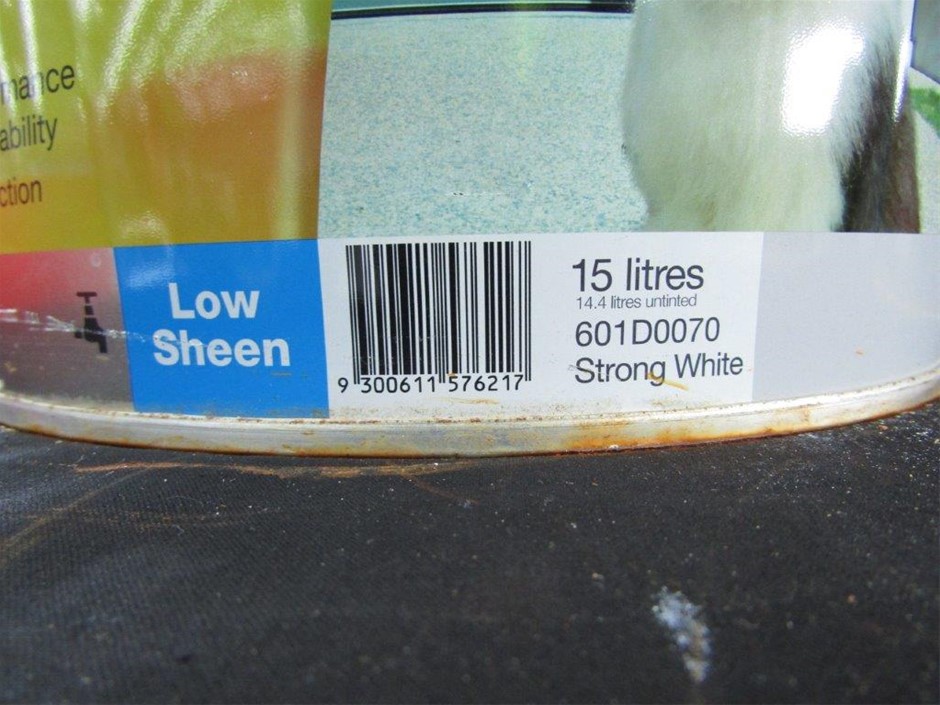 mance
ability
ction
Low
Sheen
9 300611 576217
15 litres
14.4 litres untinted
601D0070
Strong White